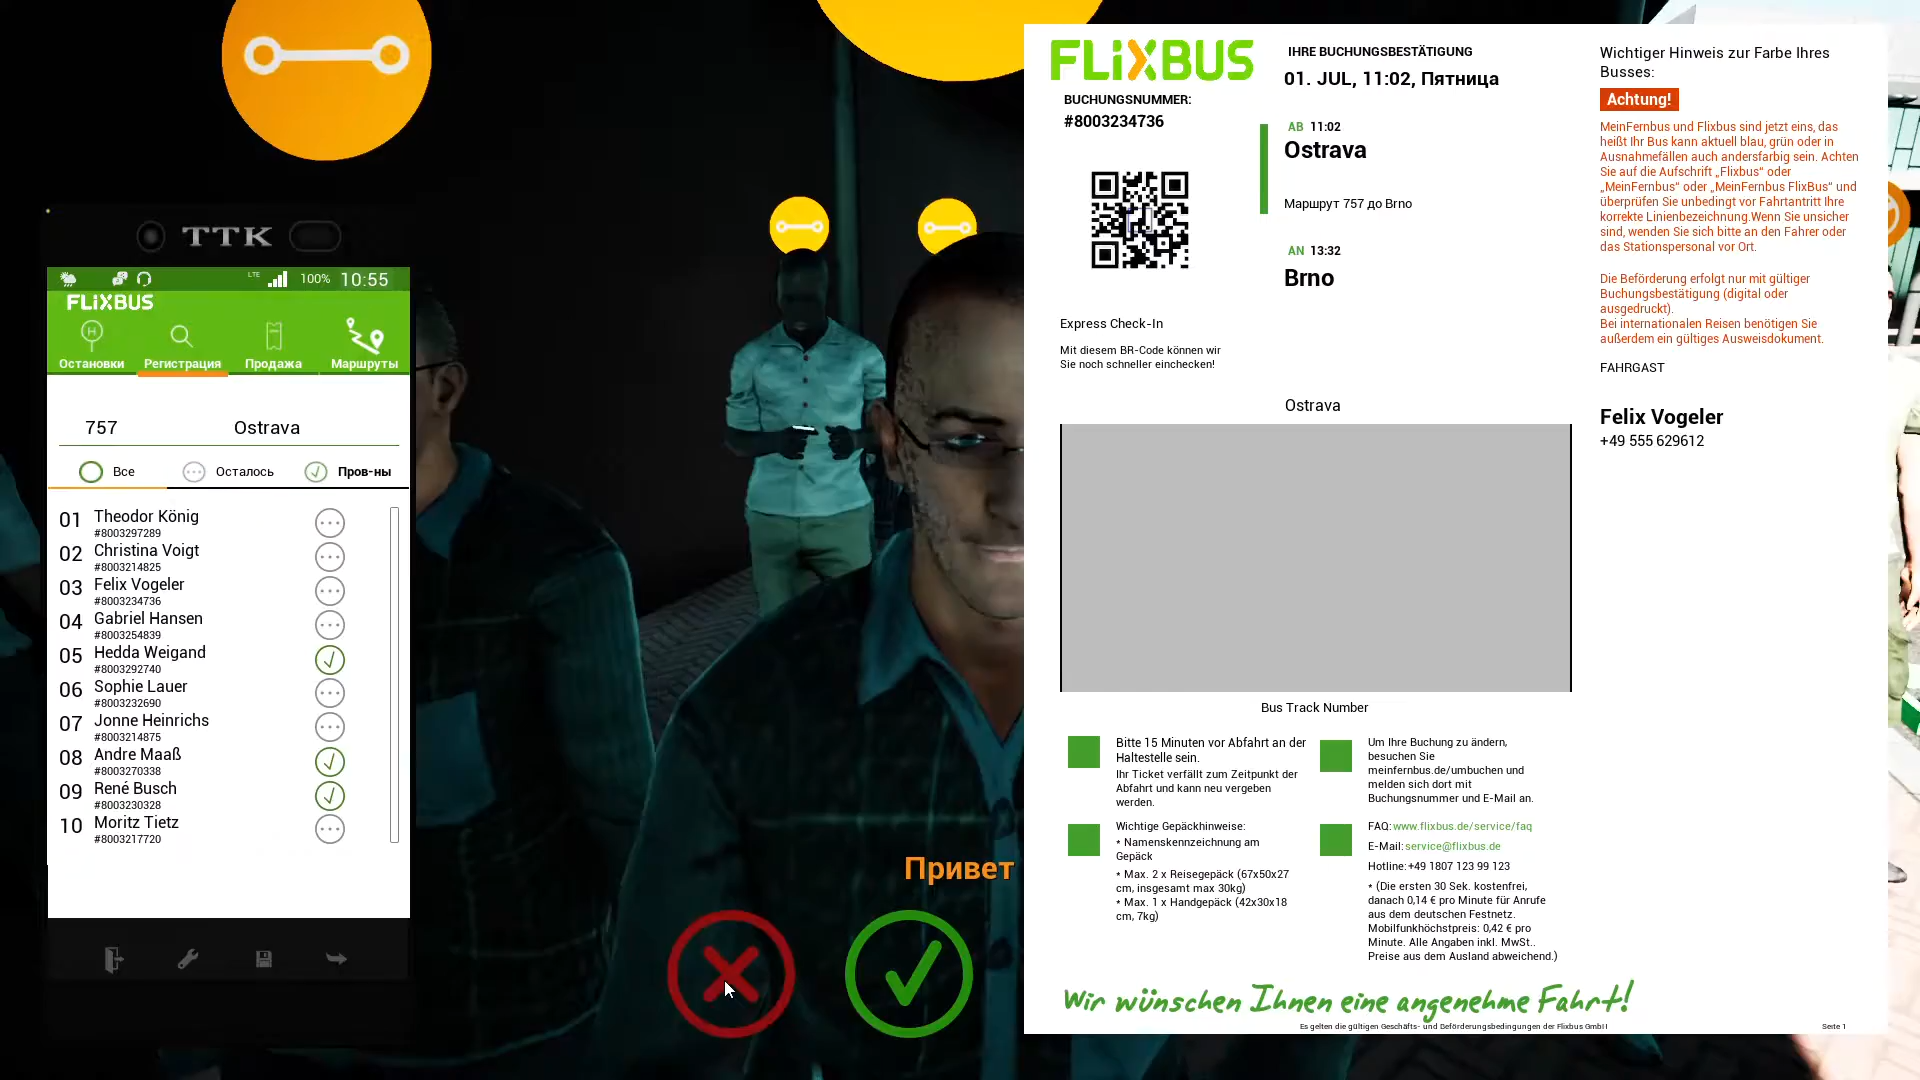 TTK
LTE 100% 10:55
FLiXBUS
H
Остановки Регистрация Продажа Маршруты
757 Ostrava
Все Осталось Пров-ны
01 Theodor König
#8003297289
02 Christina Voigt
#8003214825
03 Felix Vogeler
#8003234736
04 Gabriel Hansen
#8003254839
05 Hedda Weigand
#8003292740
06 Sophie Lauer
#8003232690
07 Jonne Heinrichs
#8003214875
08 Andre Maaß
#8003270338
09 René Busch
#8003230328
10 Moritz Tietz
#8003217720
Привет
FLiXBUS
BUCHUNGSNUMMER:
#8003234736
Express Check-In
Mit diesem BR-Code können wir
Sie noch schneller einchecken!
IHRE BUCHUNGSBESTÄTIGUNG
01. JUL, 11:02, Пятница
AB 11:02
Ostrava
Маршрут 757 до Brno
AN 13:32
Brno
Ostrava
Bus Track Number
Bitte 15 Minuten vor Abfahrt an der
Haltestelle sein.
Ihr Ticket verfällt zum Zeitpunkt der
Abfahrt und kann neu vergeben
werden.
Wichtige Gepäckhinweise:
* Namenskennzeichnung am
Gepäck
* Max. 2 x Reisegepäck (67x50x27
cm, insgesamt max 30kg)
* Max. 1 x Handgepäck (42x30x18
cm, 7kg)
Um Ihre Buchung zu ändern,
besuchen Sie
meinfernbus.de/umbuchen und
melden sich dort mit
Buchungsnummer und E-Mail an.
FAQ: www.flixbus.de/service/faq
E-Mail: service@flixbus.de
Hotline: +49 1807 123 99 123
* (Die ersten 30 Sek. kostenfrei,
danach 0,14 € pro Minute für Anrufe
aus dem deutschen Festnetz.
Mobilfunkhöchstpreis: 0,42 € pro
Minute. Alle Angaben inkl. MwSt..
Preise aus dem Ausland abweichend.)
Wichtiger Hinweis zur Farbe Ihres
Busses:
Achtung!
MeinFernbus und Flixbus sind jetzt eins, das
heißt Ihr Bus kann aktuell blau, grün oder in
Ausnahmefällen auch andersfarbig sein. Achten
Sie auf die Aufschrift „Flixbus“ oder
„MeinFernbus“ oder „MeinFernbus FlixBus“ und
überprüfen Sie unbedingt vor Fahrtantritt Ihre
korrekte Linienbezeichnung.Wenn Sie unsicher
sind, wenden Sie sich bitte an den Fahrer oder
das Stationspersonal vor Ort.
Die Beförderung erfolgt nur mit gültiger
Buchungsbestätigung (digital oder
ausgedruckt).
Bei internationalen Reisen benötigen Sie
außerdem ein gültiges Ausweisdokument.
FAHRGAST
Felix Vogeler
+49 555 629612
Wir wünschen Ihnen eine angenehme Fahrt!
Es gelten die gültigen Geschäfts- und Beförderungsbedingungen der Flixbus GmbH
Seite 1